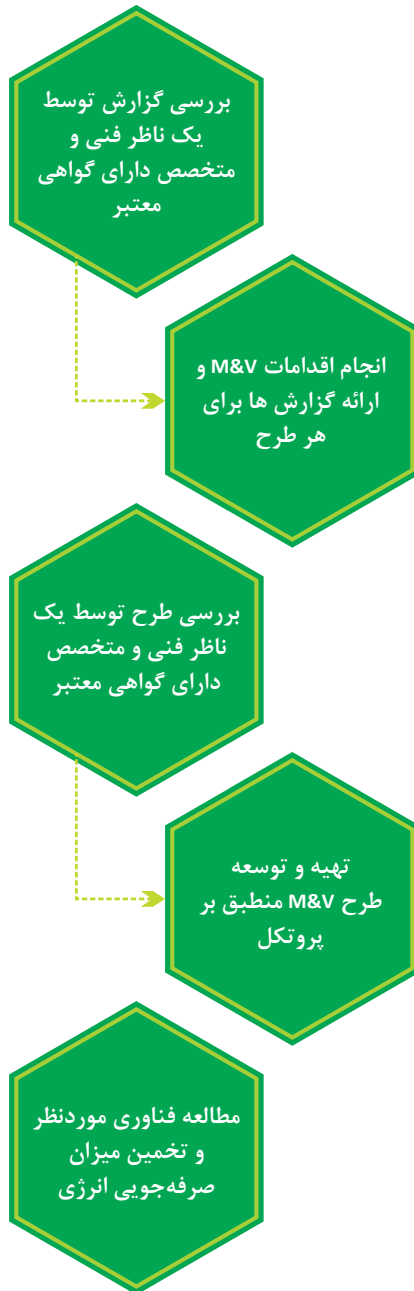 بررسی گزارش توسط
یک ناظر فنی و
متخصص دارای گواهی
معتبر
انجام اقدامات M&V و
ارائه گزارش ها برای
هر طرح
بررسی طرح توسط یک
ناظر فنی و متخصص
دارای گواهی معتبر
تهیه و توسعه
طرح M&V منطبق بر
پروتکل
مطالعه فناوری موردنظر
و تخمین میزان
صرفه‌جویی انرژی